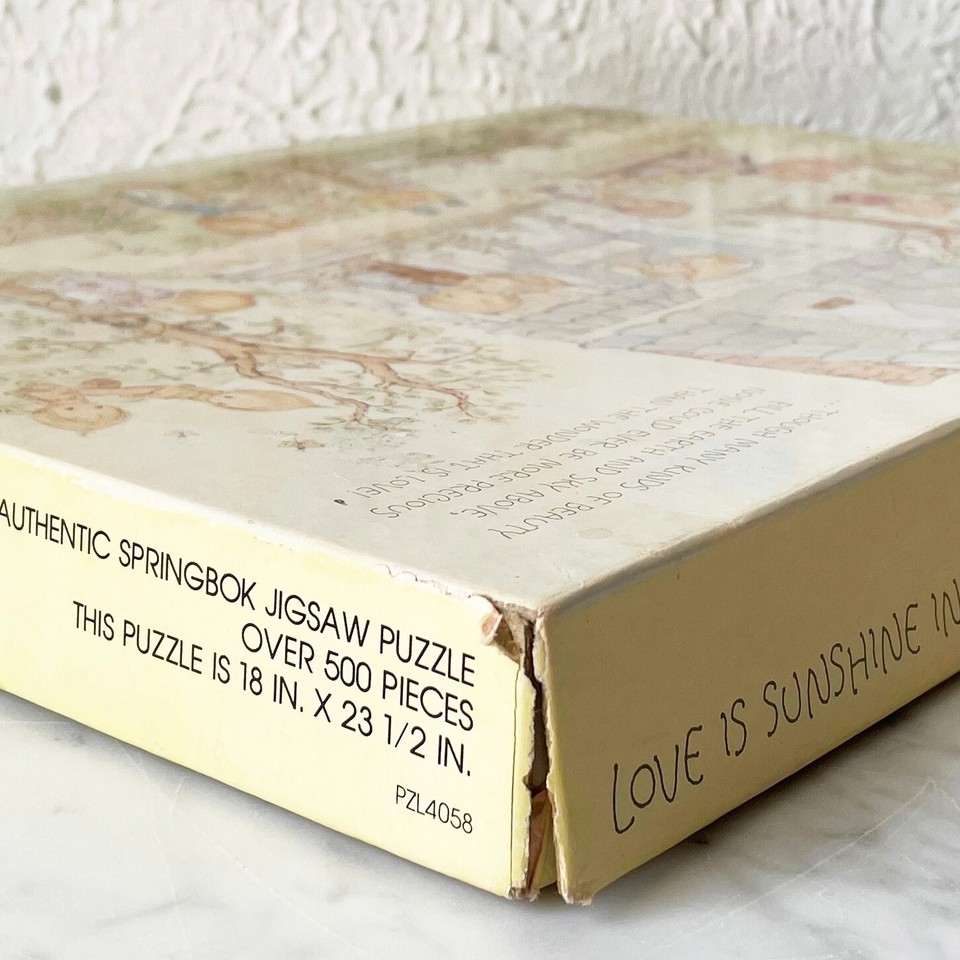 ...THOUGH MANY KINDS OF BEAUTY
FILL THE EARTH AND SKY ABOVE,
NONE COULD EVER BE MORE PRECIOUS
THAN THE WONDER THAT IS LOVE!
AUTHENTIC SPRINGBOK JIGSAW PUZZLE
OVER 500 PIECES
THIS PUZZLE IS 18 IN. X 23 1/2 IN.
PZL4058
LOVE IS SUNSHINE IN